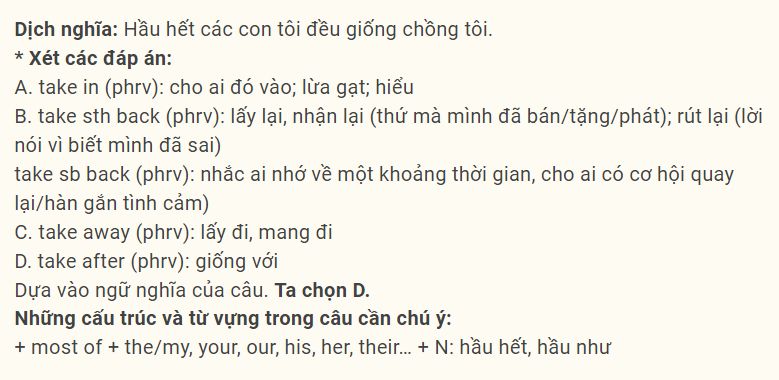 Dịch nghĩa: Hầu hết các con tôi đều giống chồng tôi.
* Xét các đáp án:
A. take in (phrv): cho ai đó vào; lừa gạt; hiểu
B. take sth back (phrv): lấy lại, nhận lại (thứ mà mình đã bán/tặng/phát); rút lại (lời
nói vì biết mình đã sai)
take sb back (phrv): nhắc ai nhớ về một khoảng thời gian, cho ai có cơ hội quay
lại/hàn gắn tình cảm)
C. take away (phrv): lấy đi, mang đi
D. take after (phrv): giống với
Dựa vào ngữ nghĩa của câu. Ta chọn D.
Những cấu trúc và từ vựng trong câu cần chú ý:
+ most of + the/my, your, our, his, her, their… + N: hầu hết, hầu như